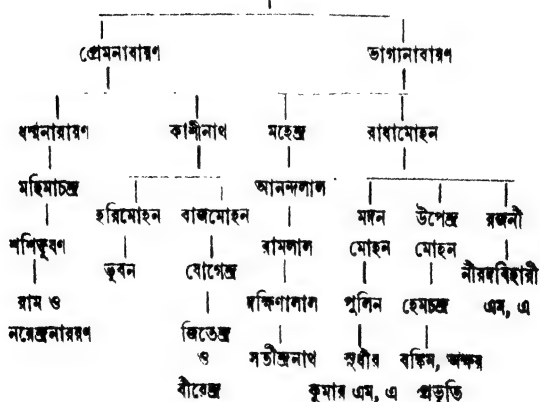 প্রেমনারায়ণ ভাগ্যনারায়ণ
ধর্ম্মনারায়ণ কাশীনাথ মহেন্দ্র রাধামোহন
মহিমাচন্দ্র আনন্দলাল
হরিমোহন রাজমোহন মদন উপেন্দ্র রজনী
শশিভূষণ রামলাল মোহন মোহন
ভুবন যোগেন্দ্র নীরদবিহারী
রাম ও দক্ষিণালাল পুলিন হেমচন্দ্র এম, এ
নরেন্দ্রনারায়ণ
জিতেন্দ্র সতীন্দ্রনাথ সুধীর বঙ্কিম, অক্ষয়
ও
বীরেন্দ্র কুমার এম, এ প্রভৃতি